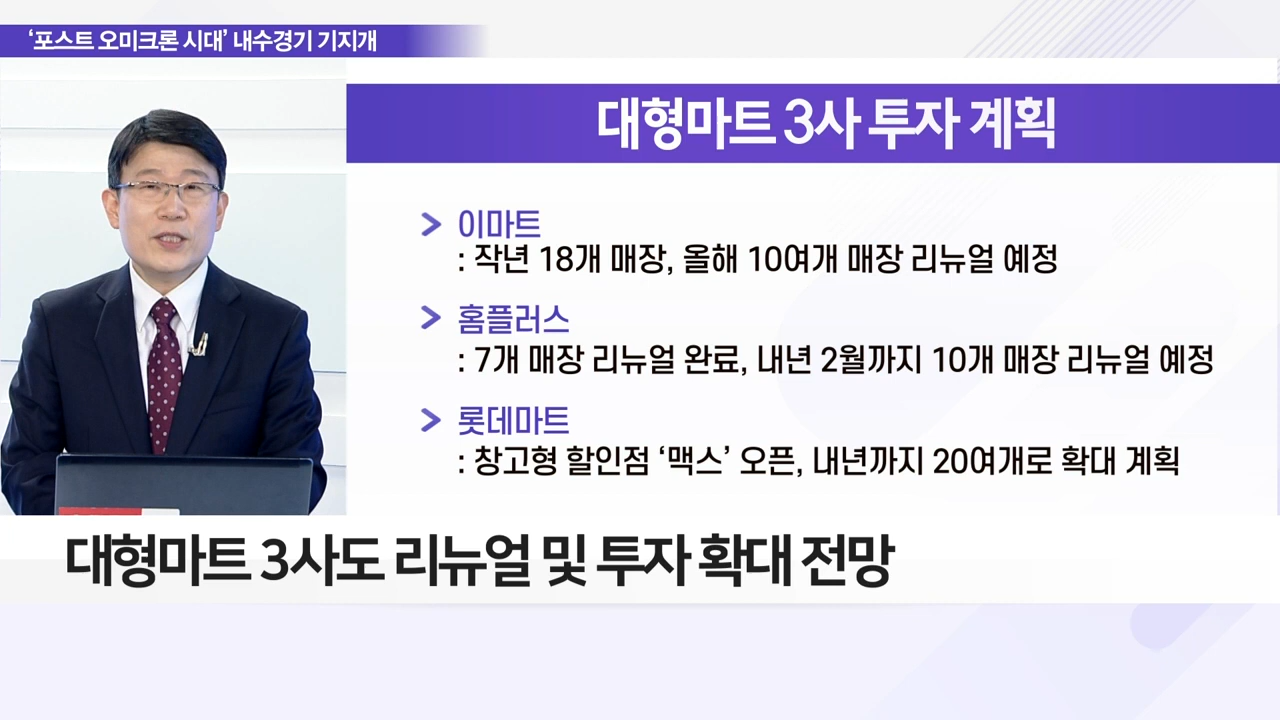 ‘포스트 오미크론 시대’ 내수경기 기지개
대형마트 3사 투자 계획
> 이마트
: 작년 18개 매장, 올해 10여개 매장 리뉴얼 예정
> 홈플러스
: 7개 매장 리뉴얼 완료, 내년 2월까지 10개 매장 리뉴얼 예정
> 롯데마트
: 창고형 할인점 ‘맥스’ 오픈, 내년까지 20여개로 확대 계획
대형마트 3사도 리뉴얼 및 투자 확대 전망